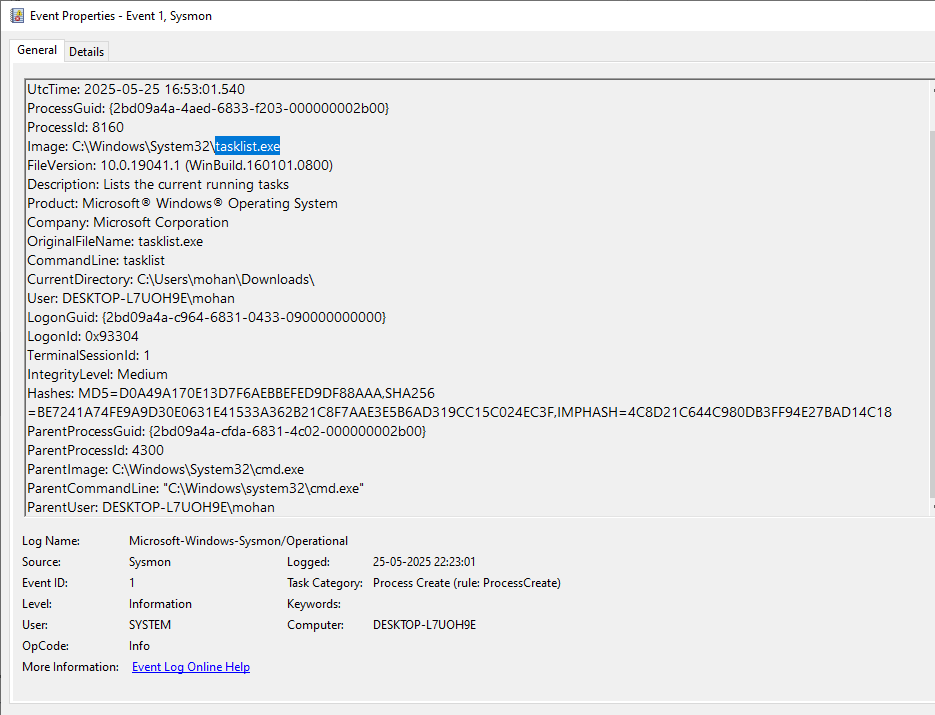 Event Properties - Event 1, Sysmon
General Details
UtcTime: 2025-05-25 16:53:01.540
ProcessGuid: {2bd09a4a-4aed-6833-f203-000000002b00}
ProcessId: 8160
Image: C:\Windows\System32\tasklist.exe
FileVersion: 10.0.19041.1 (WinBuild.160101.0800)
Description: Lists the current running tasks
Product: Microsoft® Windows® Operating System
Company: Microsoft Corporation
OriginalFileName: tasklist.exe
CommandLine: tasklist
CurrentDirectory: C:\Users\mohan\Downloads\
User: DESKTOP-L7UOH9E\mohan
LogonGuid: {2bd09a4a-c964-6831-0433-090000000000}
LogonId: 0x93304
TerminalSessionId: 1
IntegrityLevel: Medium
Hashes: MD5=D0A49A170E13D7F6AEBBEFED9DF88AAA,SHA256
=BE7241A74FE9A9D30E0631E41533A362B21C8F7AAE3E5B6AD319CC15C024EC3F,IMPHASH=4C8D21C644C980DB3FF94E27BAD14C18
ParentProcessGuid: {2bd09a4a-cfda-6831-4c02-000000002b00}
ParentProcessId: 4300
ParentImage: C:\Windows\System32\cmd.exe
ParentCommandLine: "C:\Windows\system32\cmd.exe"
ParentUser: DESKTOP-L7UOH9E\mohan
Log Name: Microsoft-Windows-Sysmon/Operational
Source: Sysmon Logged: 25-05-2025 22:23:01
Event ID: 1 Task Category: Process Create (rule: ProcessCreate)
Level: Information Keywords:
User: SYSTEM Computer: DESKTOP-L7UOH9E
OpCode: Info
More Information: Event Log Online Help